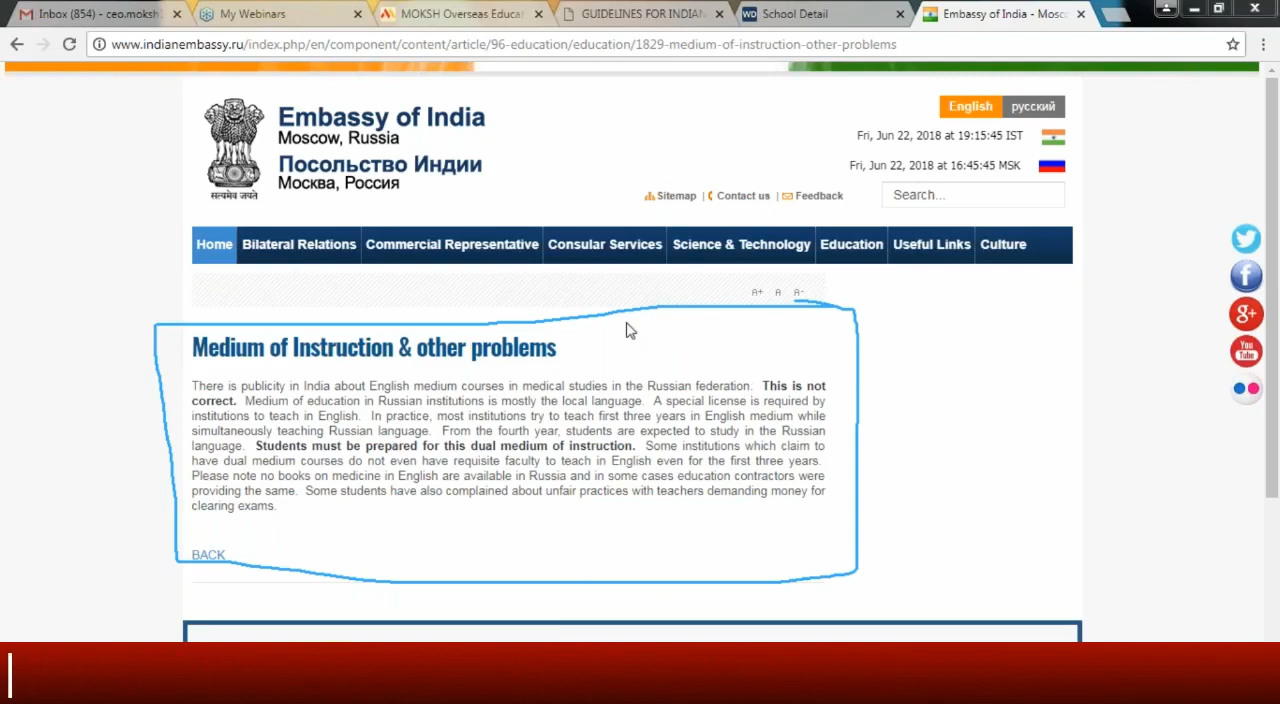 Inbox (854) - ceo.moksh
My Webinars
MOKSH Overseas Educat
GUIDELINES FOR INDIAN
WD School Detail
Embassy of India - Mosc
www.indianembassy.ru/index.php/en/component/content/article/96-education/education/1829-medium-of-instruction-other-problems
सत्यमेव जयते
Embassy of India
Moscow, Russia
Посольство Индии
Москва, Россия
English русский
Fri, Jun 22, 2018 at 19:15:45 IST
Fri, Jun 22, 2018 at 16:45:45 MSK
Sitemap | Contact us | Feedback
Search...
Home Bilateral Relations Commercial Representative Consular Services Science & Technology Education Useful Links Culture
A+ A A-
Medium of Instruction & other problems
There is publicity in India about English medium courses in medical studies in the Russian federation. This is not
correct. Medium of education in Russian institutions is mostly the local language. A special license is required by
institutions to teach in English. In practice, most institutions try to teach first three years in English medium while
simultaneously teaching Russian language. From the fourth year, students are expected to study in the Russian
language. Students must be prepared for this dual medium of instruction. Some institutions which claim to
have dual medium courses do not even have requisite faculty to teach in English even for the first three years.
Please note no books on medicine in English are available in Russia and in some cases education contractors were
providing the same. Some students have also complained about unfair practices with teachers demanding money for
clearing exams.
BACK
g+
You
Tube